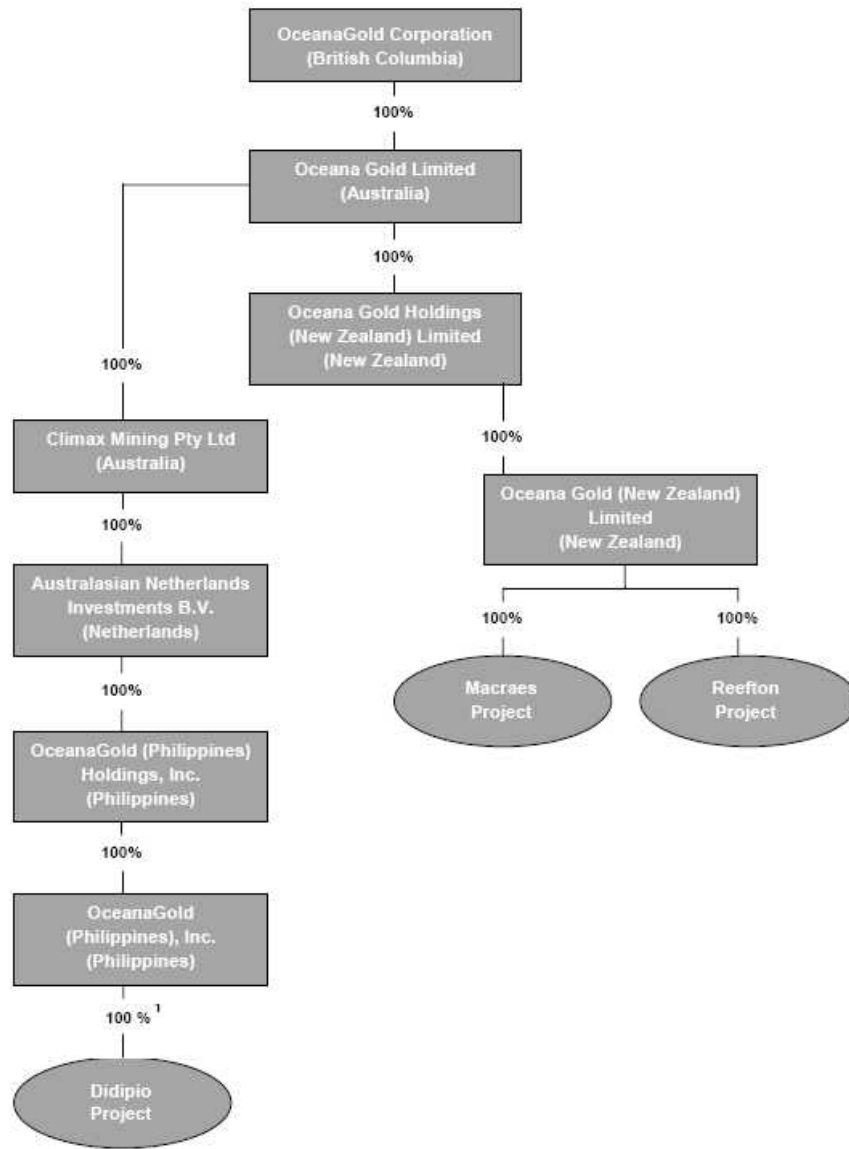 OceanaGold Corporation
(British Columbia)
100%
Oceana Gold Limited
(Australia)
100%
Oceana Gold Holdings
(New Zealand) Limited
(New Zealand)
100%
Climax Mining Pty Ltd
(Australia)
100%
Oceana Gold (New Zealand)
Limited
(New Zealand)
100%
Australasian Netherlands
Investments B.V.
(Netherlands)
100%
100%
Macraes
Project
Reefton
Project
100%
OceanaGold (Philippines)
Holdings, Inc.
(Philippines)
100%
OceanaGold
(Philippines), Inc.
(Philippines)
100 % 1
Didipio
Project